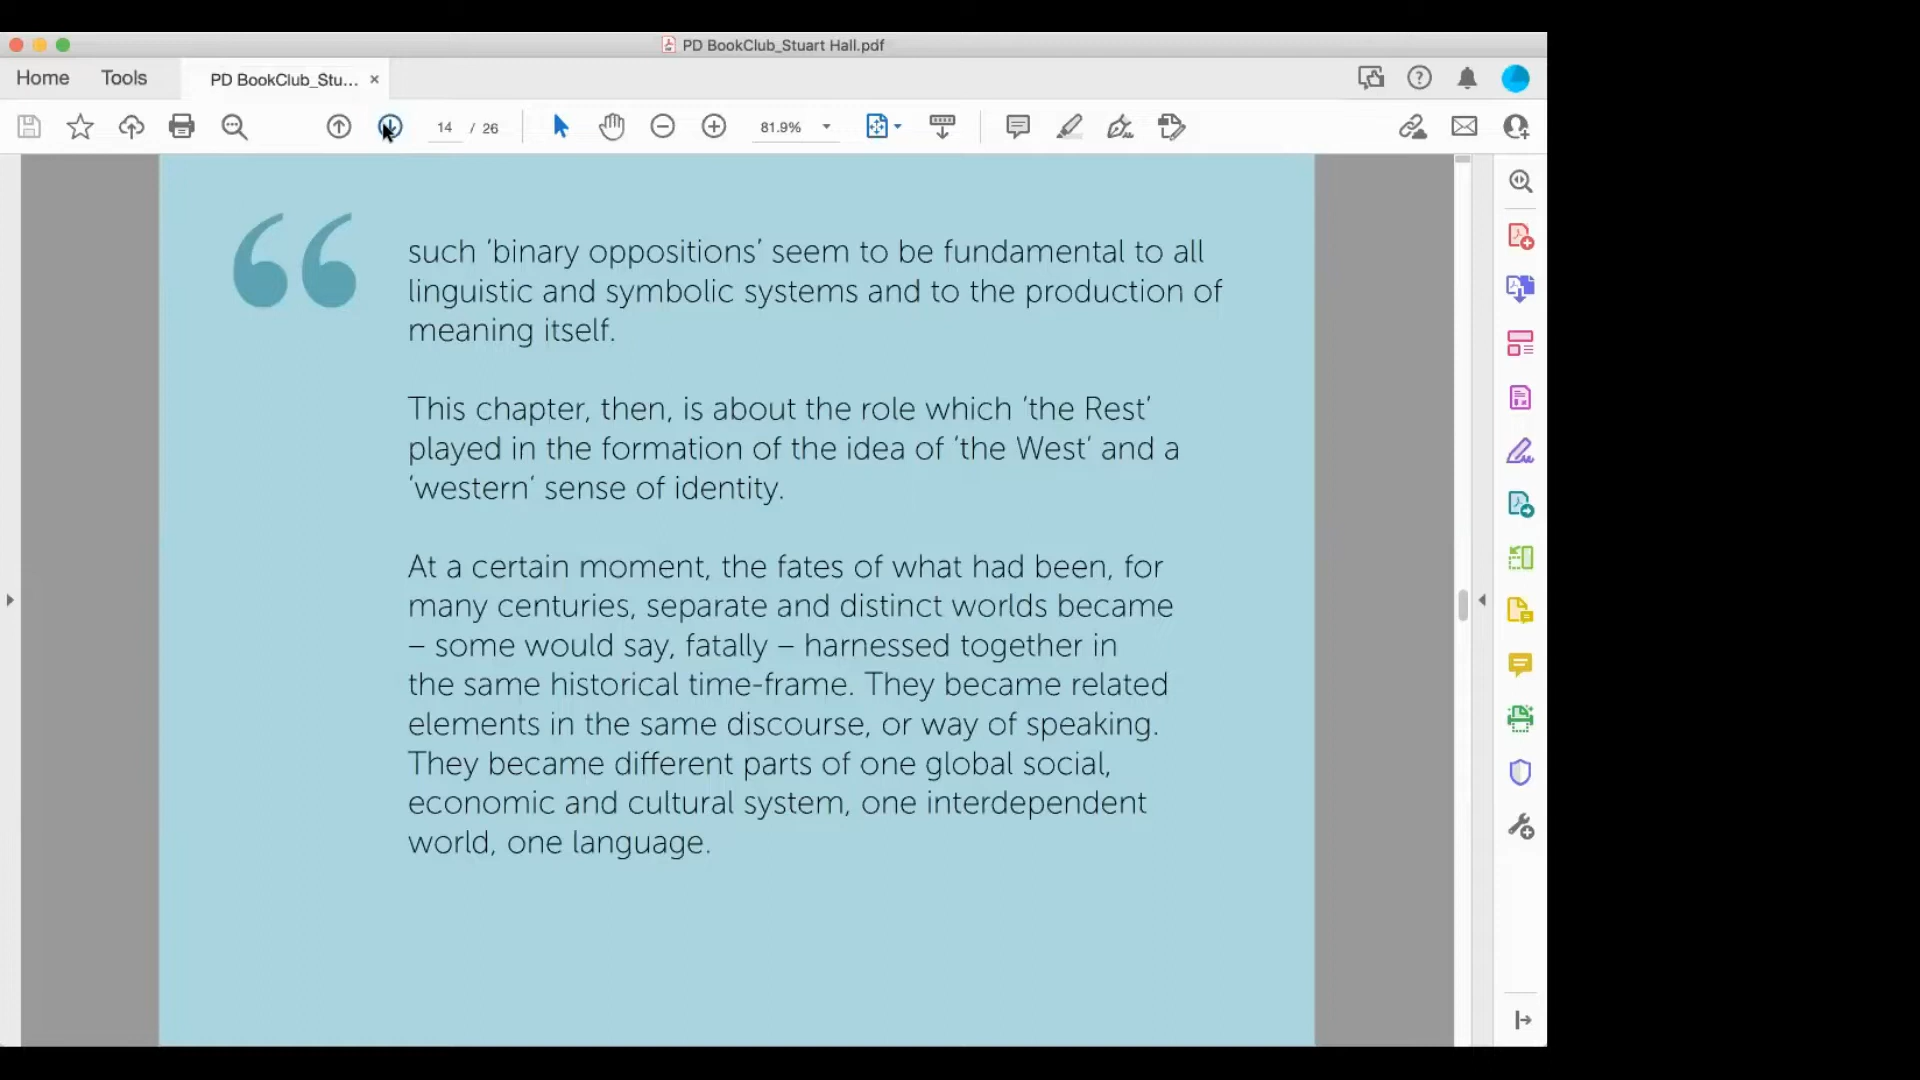 PD BookClub_Stuart Hall.pdf
Home
Tools
PD BookClub_Stu... ×
14 / 26
81.9%
“
such ‘binary oppositions’ seem to be fundamental to all
linguistic and symbolic systems and to the production of
meaning itself.
This chapter, then, is about the role which ‘the Rest’
played in the formation of the idea of ‘the West’ and a
‘western’ sense of identity.
At a certain moment, the fates of what had been, for
many centuries, separate and distinct worlds became
– some would say, fatally – harnessed together in
the same historical time-frame. They became related
elements in the same discourse, or way of speaking.
They became different parts of one global social,
economic and cultural system, one interdependent
world, one language.